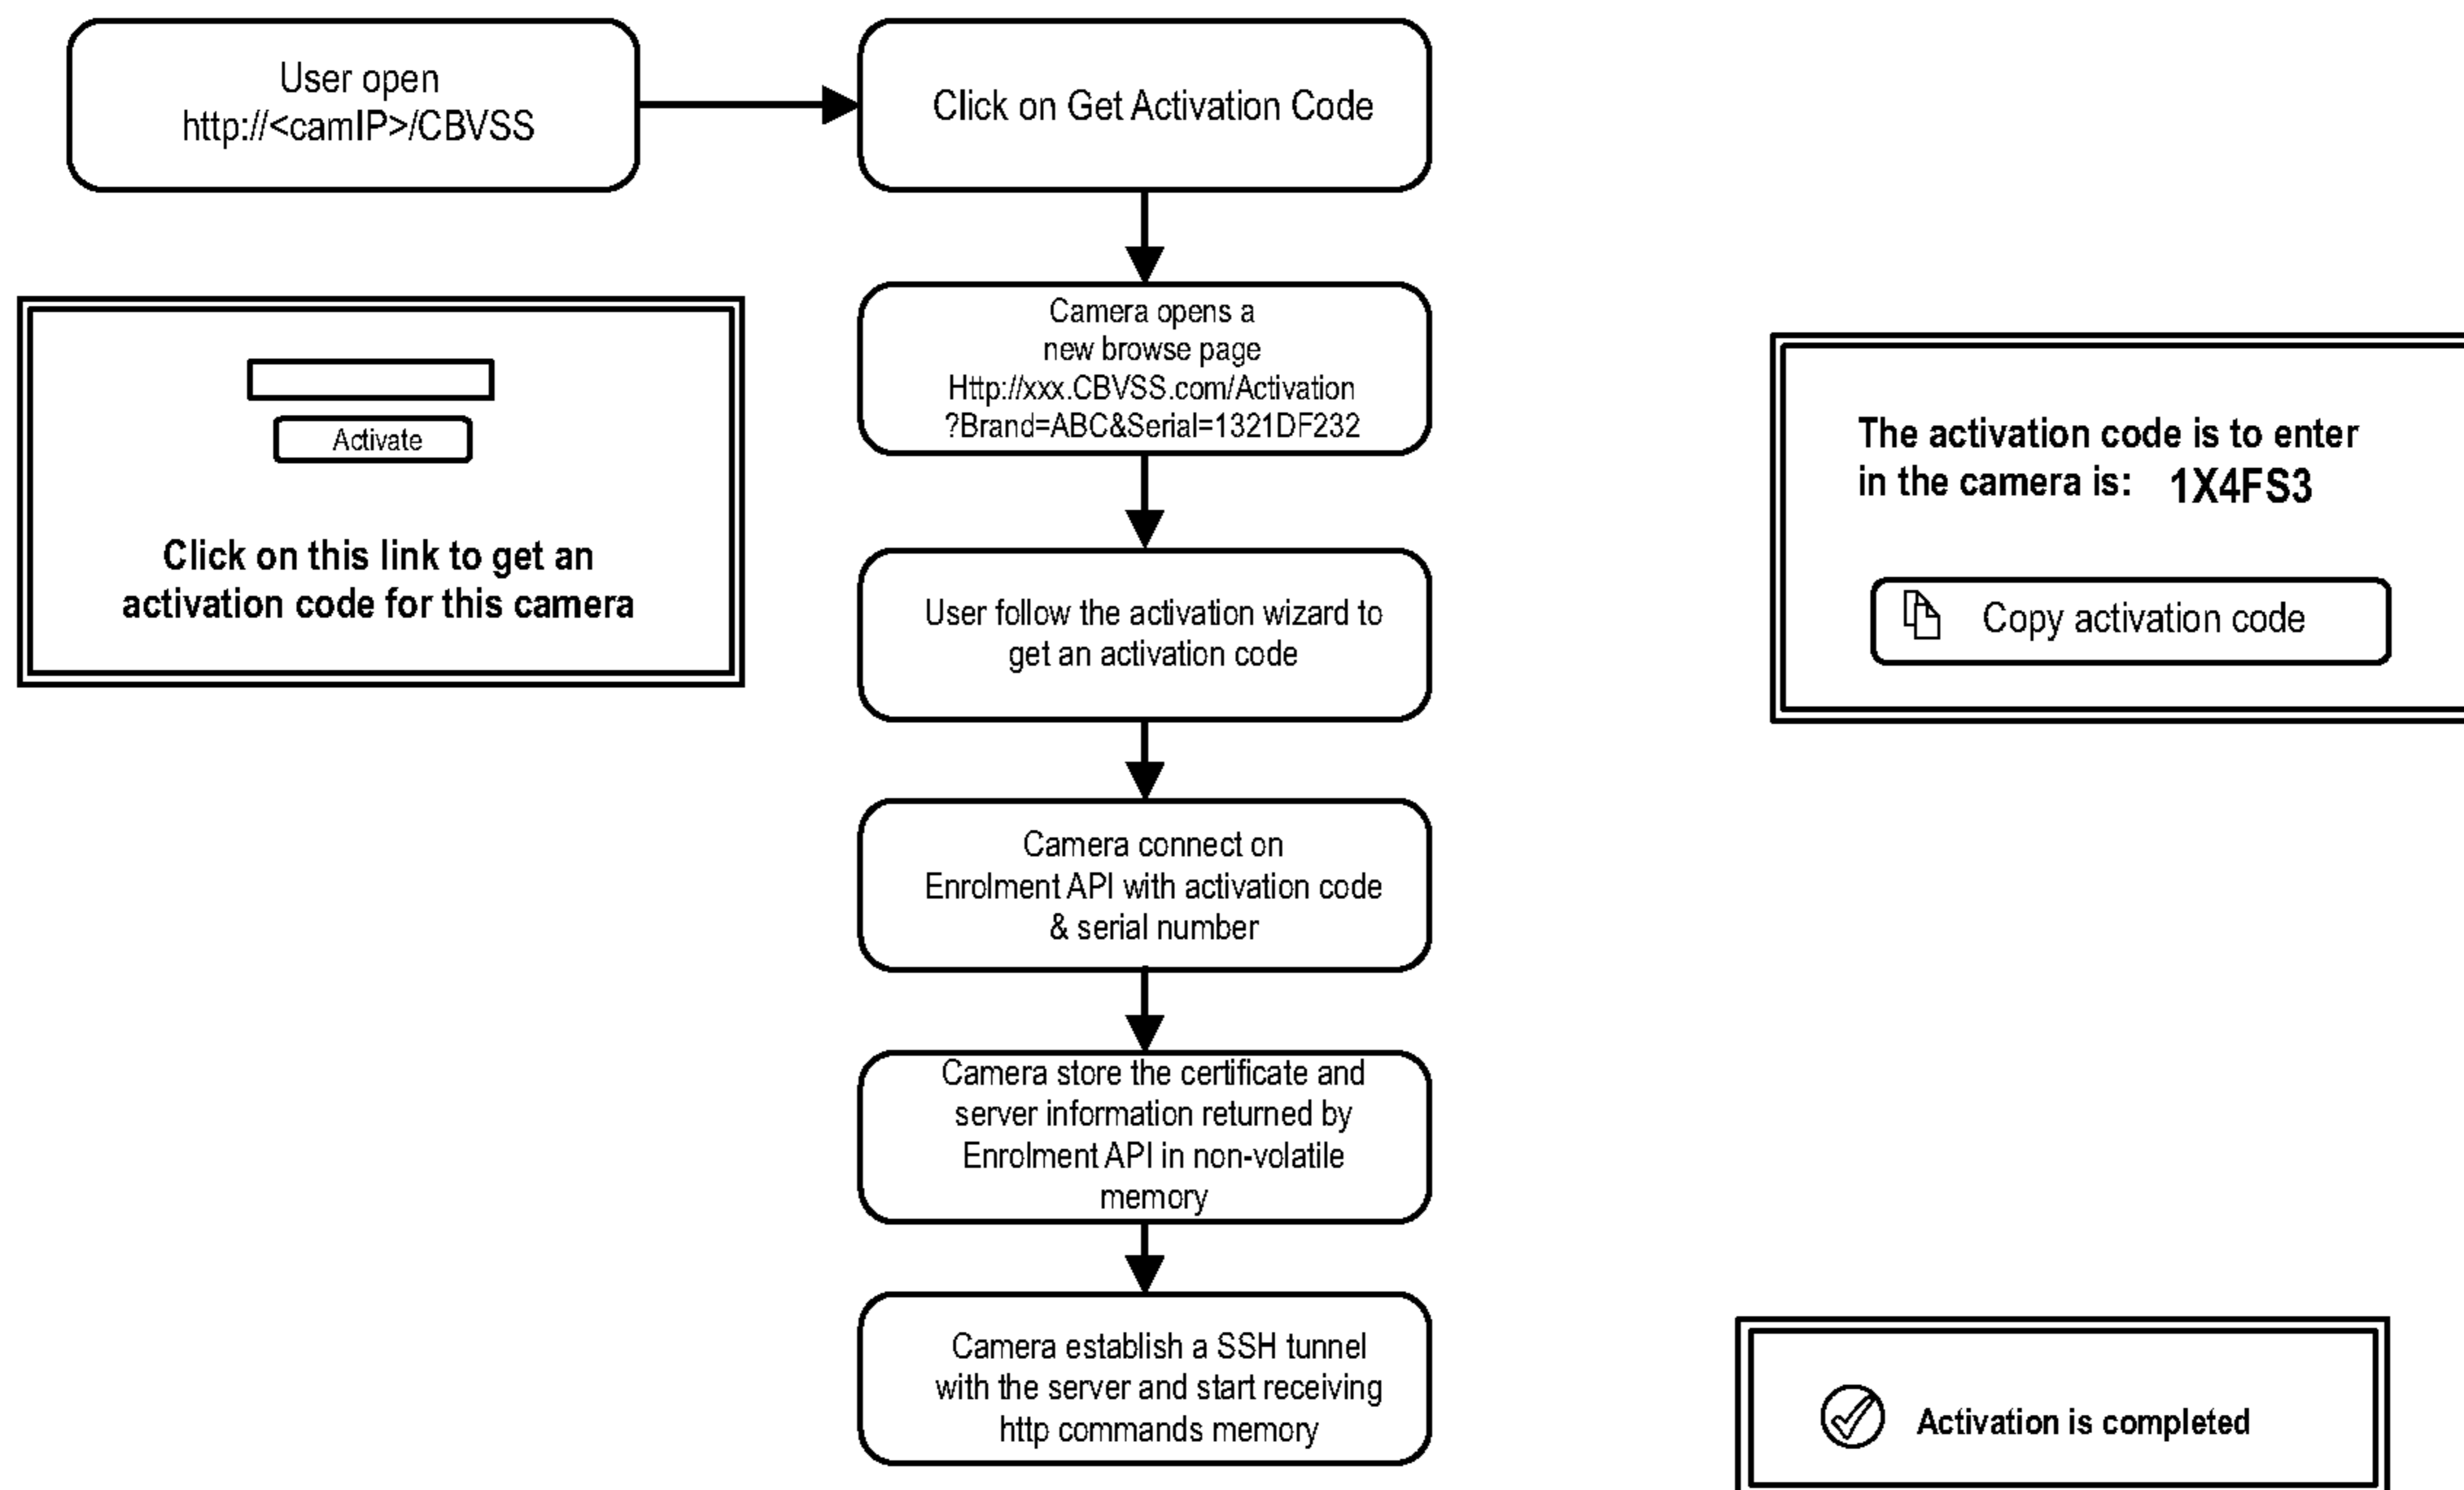 User open
http://<camIP>/CBVSS
Click on Get Activation Code
Camera opens a
new browse page
Http://xxx.CBVSS.com/Activation
?Brand=ABC&Serial=1321DF232
Activate
Click on this link to get an
activation code for this camera
The activation code is to enter
in the camera is: 1X4FS3
Copy activation code
User follow the activation wizard to
get an activation code
Camera connect on
Enrolment API with activation code
& serial number
Camera store the certificate and
server information returned by
Enrolment API in non-volatile
memory
Camera establish a SSH tunnel
with the server and start receiving
http commands memory
Activation is completed